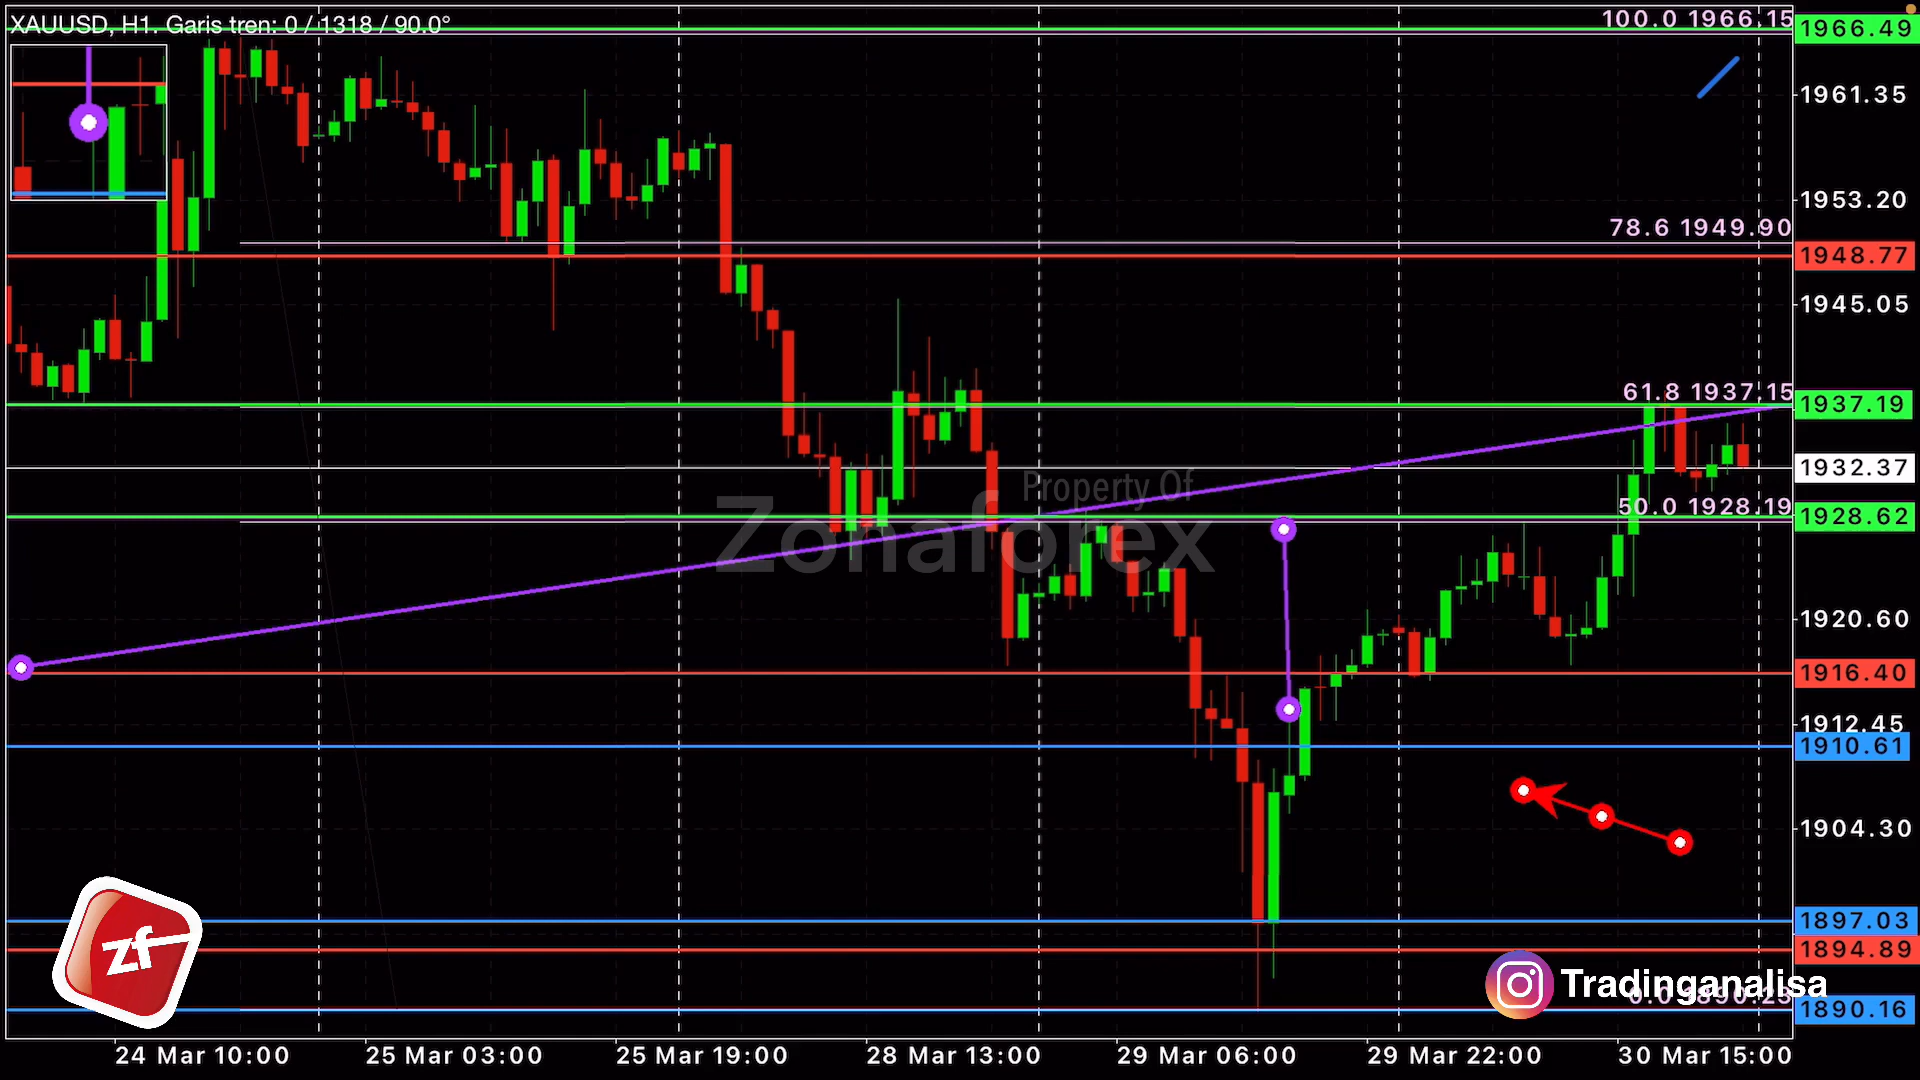 XAUUSD, H1. Garis tren: 0 / 1318 / 90.0°
100.0 1966.15
1966.49
1961.35
1953.20
78.6 1949.90
1948.77
1945.05
61.8 1937.15
1937.19
1932.37
Property Of
Zonaforex
50.0 1928.19
1928.62
1920.60
1916.40
1912.45
1910.61
1904.30
1897.03
1894.89
zf
Tradinganalisa
0.0 1890.23
1890.16
24 Mar 10:00
25 Mar 03:00
25 Mar 19:00
28 Mar 13:00
29 Mar 06:00
29 Mar 22:00
30 Mar 15:00